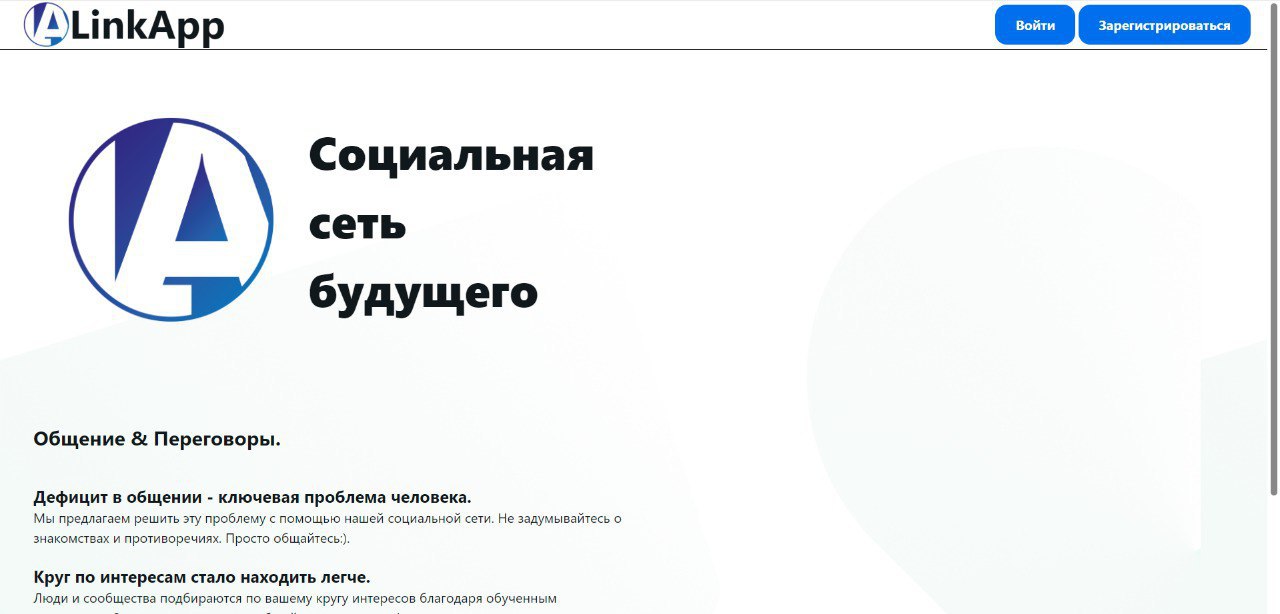 LinkApp
Войти
Зарегистрироваться
Социальная
сеть
будущего
Общение & Переговоры.
Дефицит в общении - ключевая проблема человека.
Мы предлагаем решить эту проблему с помощью нашей социальной сети. Не задумывайтесь о
знакомствах и противоречиях. Просто общайтесь:).
Круг по интересам стало находить легче.
Люди и сообщества подбираются по вашему кругу интересов благодаря обученным